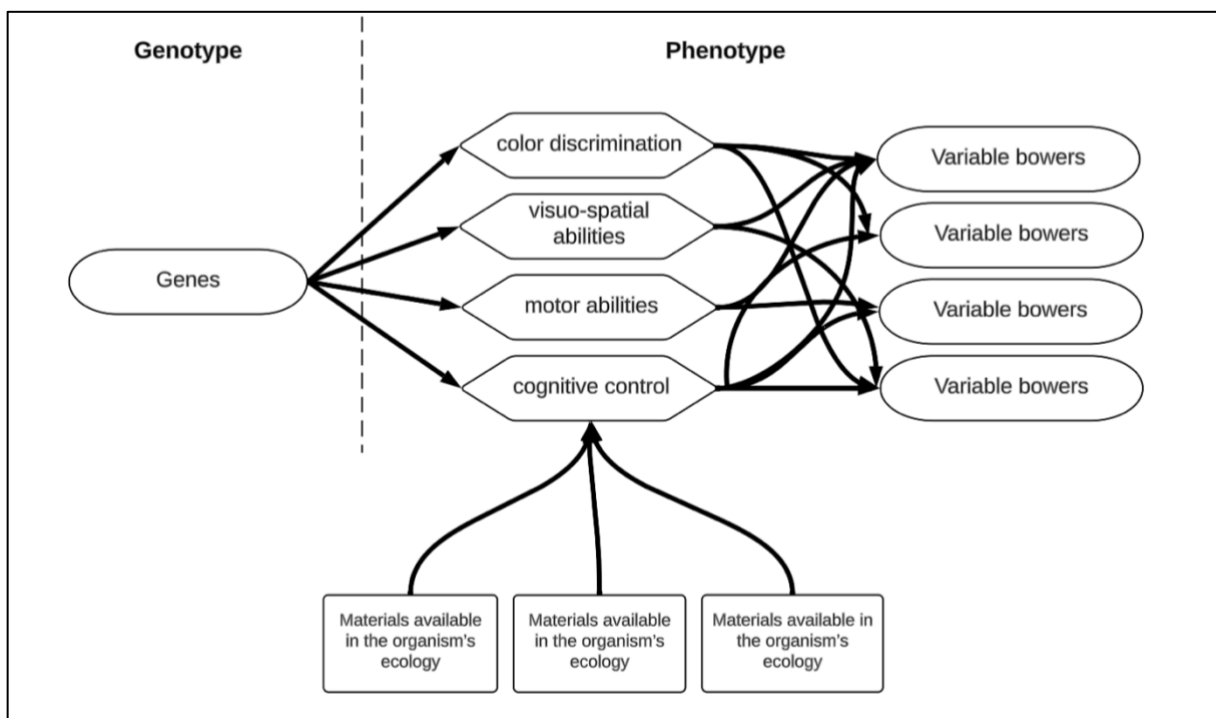 Genotype
Phenotype
color discrimination
Variable bowers
visuo-spatial
abilities
Variable bowers
Genes
motor abilities
Variable bowers
cognitive control
Variable bowers
Materials available
in the organism's
ecology
Materials available
in the organism's
ecology
Materials available in
the organism's
ecology